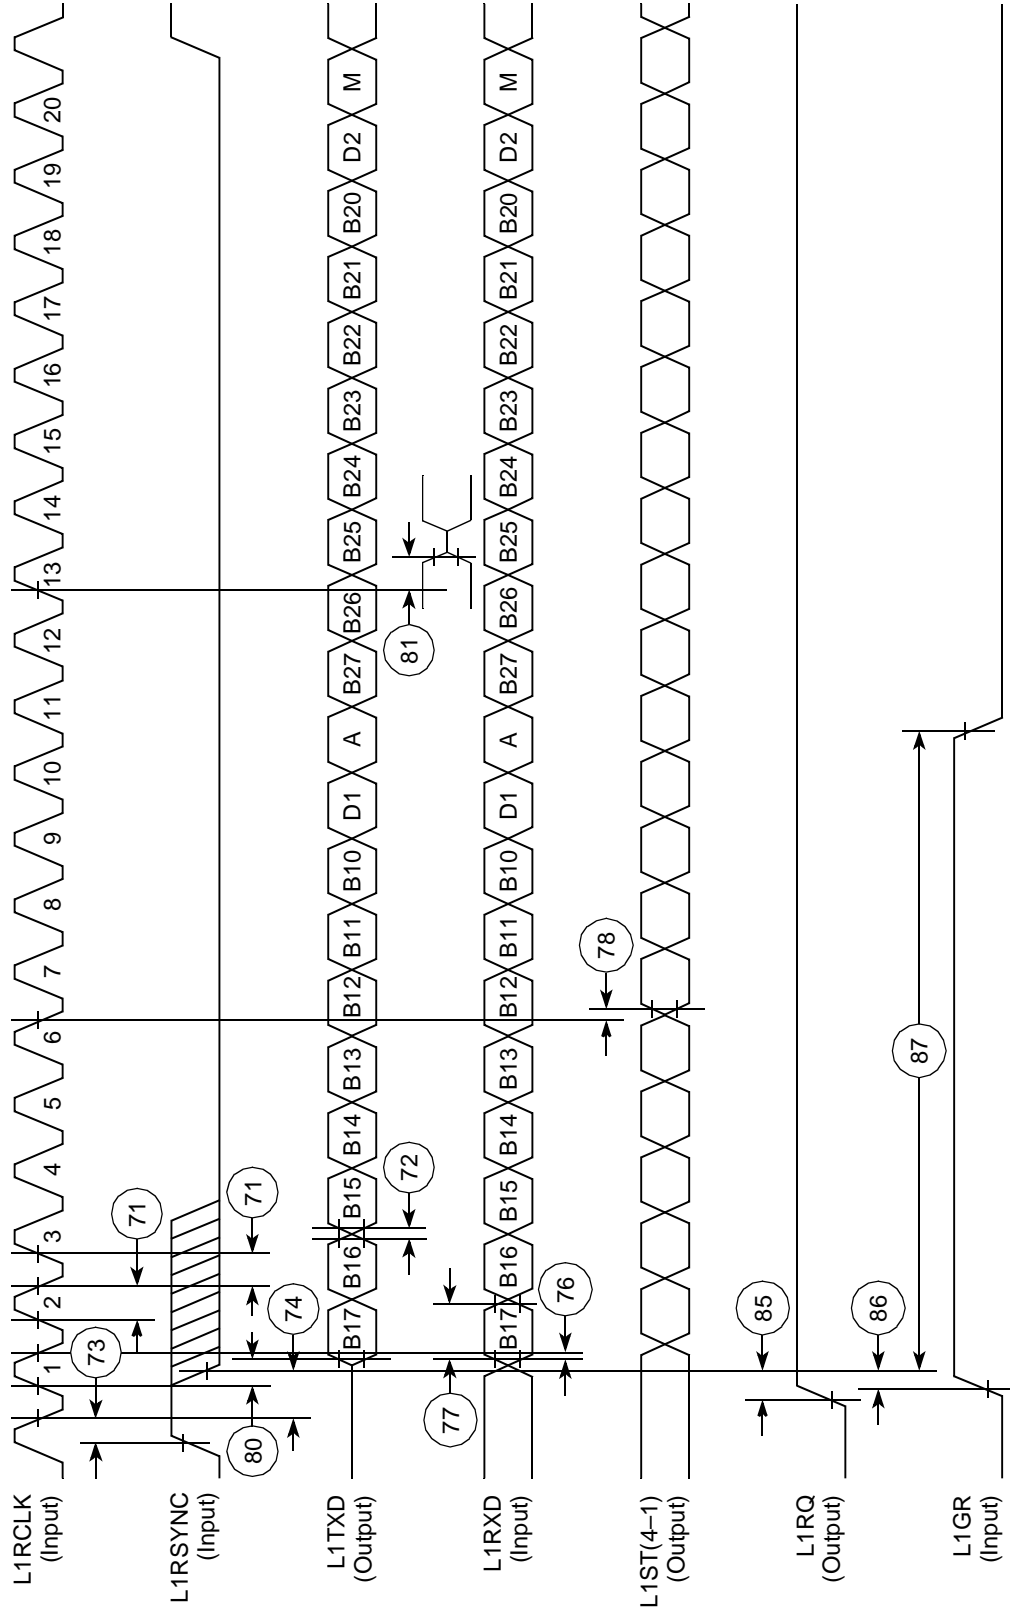 L1RCLK
(Input)
1 2 3 4 5 6 7 8 9 10 11 12 13 14 15 16 17 18 19 20
73
71
L1RSYNC
(Input)
80
71
74
L1TXD
(Output)
B17 B16 B15 B14 B13 B12 B11 B10 D1 A B27 B26 B25 B24 B23 B22 B21 B20 D2 M
72
81
77
L1RXD
(Input)
B17 B16 B15 B14 B13 B12 B11 B10 D1 A B27 B26 B25 B24 B23 B22 B21 B20 D2 M
76
78
L1ST(4–1)
(Output)
85
L1RQ
(Output)
86
87
L1GR
(Input)